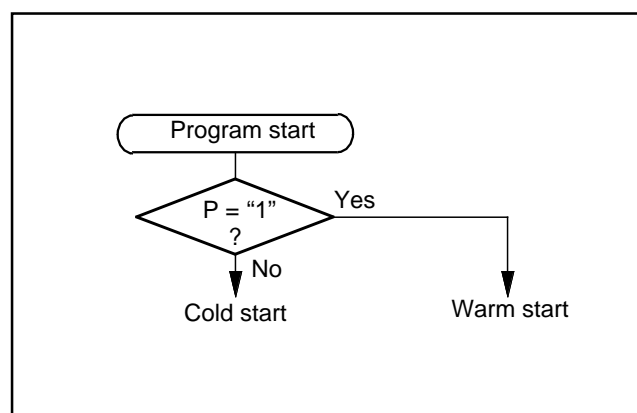 Program start
P = “1”
?
Yes
No
Cold start
Warm start